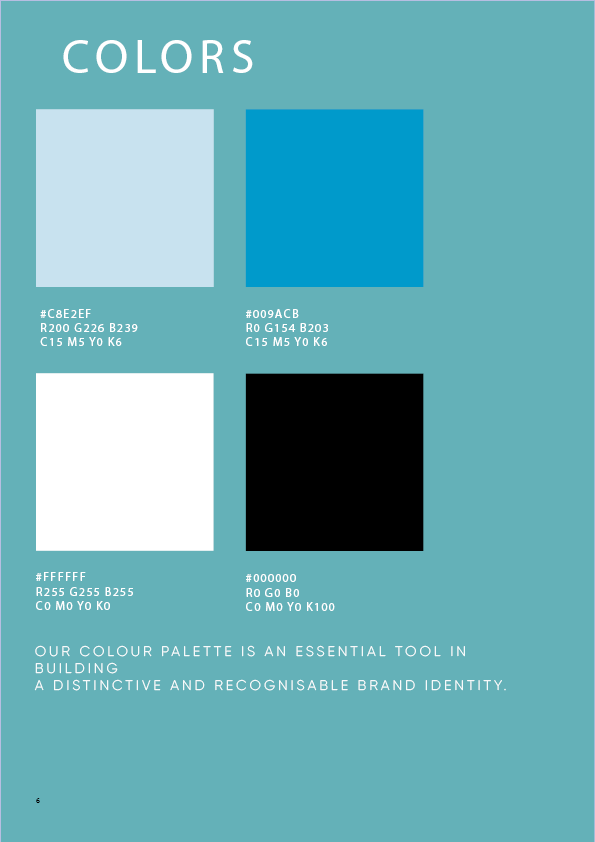 COLORS
#C8E2EF
R200 G226 B239
C15 M5 Y0 K6
#009ACB
R0 G154 B203
C15 M5 Y0 K6
#FFFFFF
R255 G255 B255
C0 M0 Y0 K0
#000000
R0 G0 B0
C0 M0 Y0 K100
OUR COLOUR PALETTE IS AN ESSENTIAL TOOL IN
BUILDING
A DISTINCTIVE AND RECOGNISABLE BRAND IDENTITY.
6